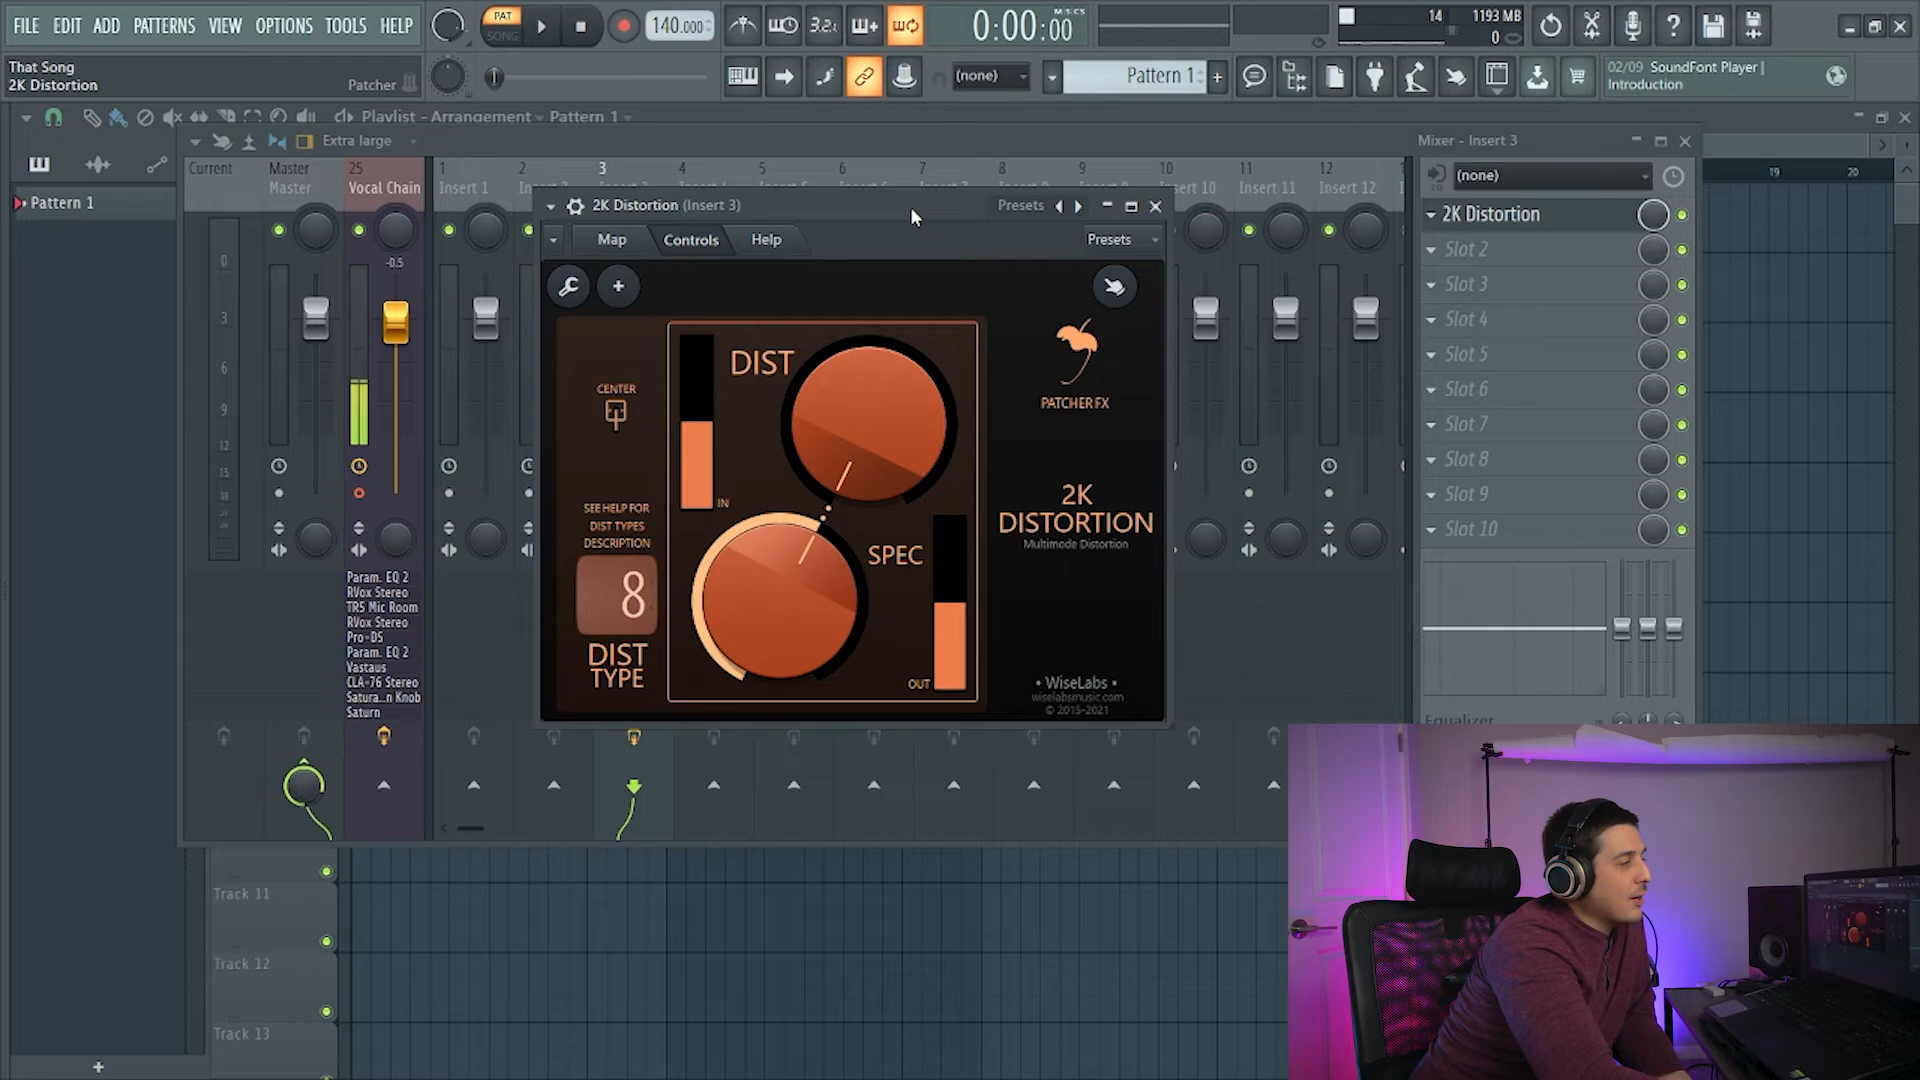 FILE EDIT ADD PATTERNS VIEW OPTIONS TOOLS HELP
PAT
SONG
140.000
3.2.
0:00:00
M:S:CS
14
1193 MB
0
That Song
2K Distortion
Patcher
(none)
Pattern 1
02/09 SoundFont Player |
Introduction
Playlist - Arrangement Pattern 1
Pattern 1
Extra large
Mixer - Insert 3
Current Master 25 1 2 3 4 5 6 7 8 9 10 11 12
Master Vocal Chain Insert 1 Insert 10 Insert 11 Insert 12
19 20
-0.5
0
3
6
9
12
15
18
Param. EQ 2
RVox Stereo
TR5 Mic Room
RVox Stereo
Pro-DS
Param. EQ 2
Vastaus
CLA-76 Stereo
Satura..n Knob
Saturn
2K Distortion (Insert 3)
Presets
Map Controls Help
Presets
CENTER
DIST
IN
SEE HELP FOR
DIST TYPES
DESCRIPTION
8
DIST
TYPE
SPEC
OUT
PATCHER FX
2K
DISTORTION
Multimode Distortion
• WiseLabs •
wiselabsmusic.com
© 2015-2021
(none)
2K Distortion
Slot 2
Slot 3
Slot 4
Slot 5
Slot 6
Slot 7
Slot 8
Slot 9
Slot 10
Equalizer
Track 11
Track 12
Track 13